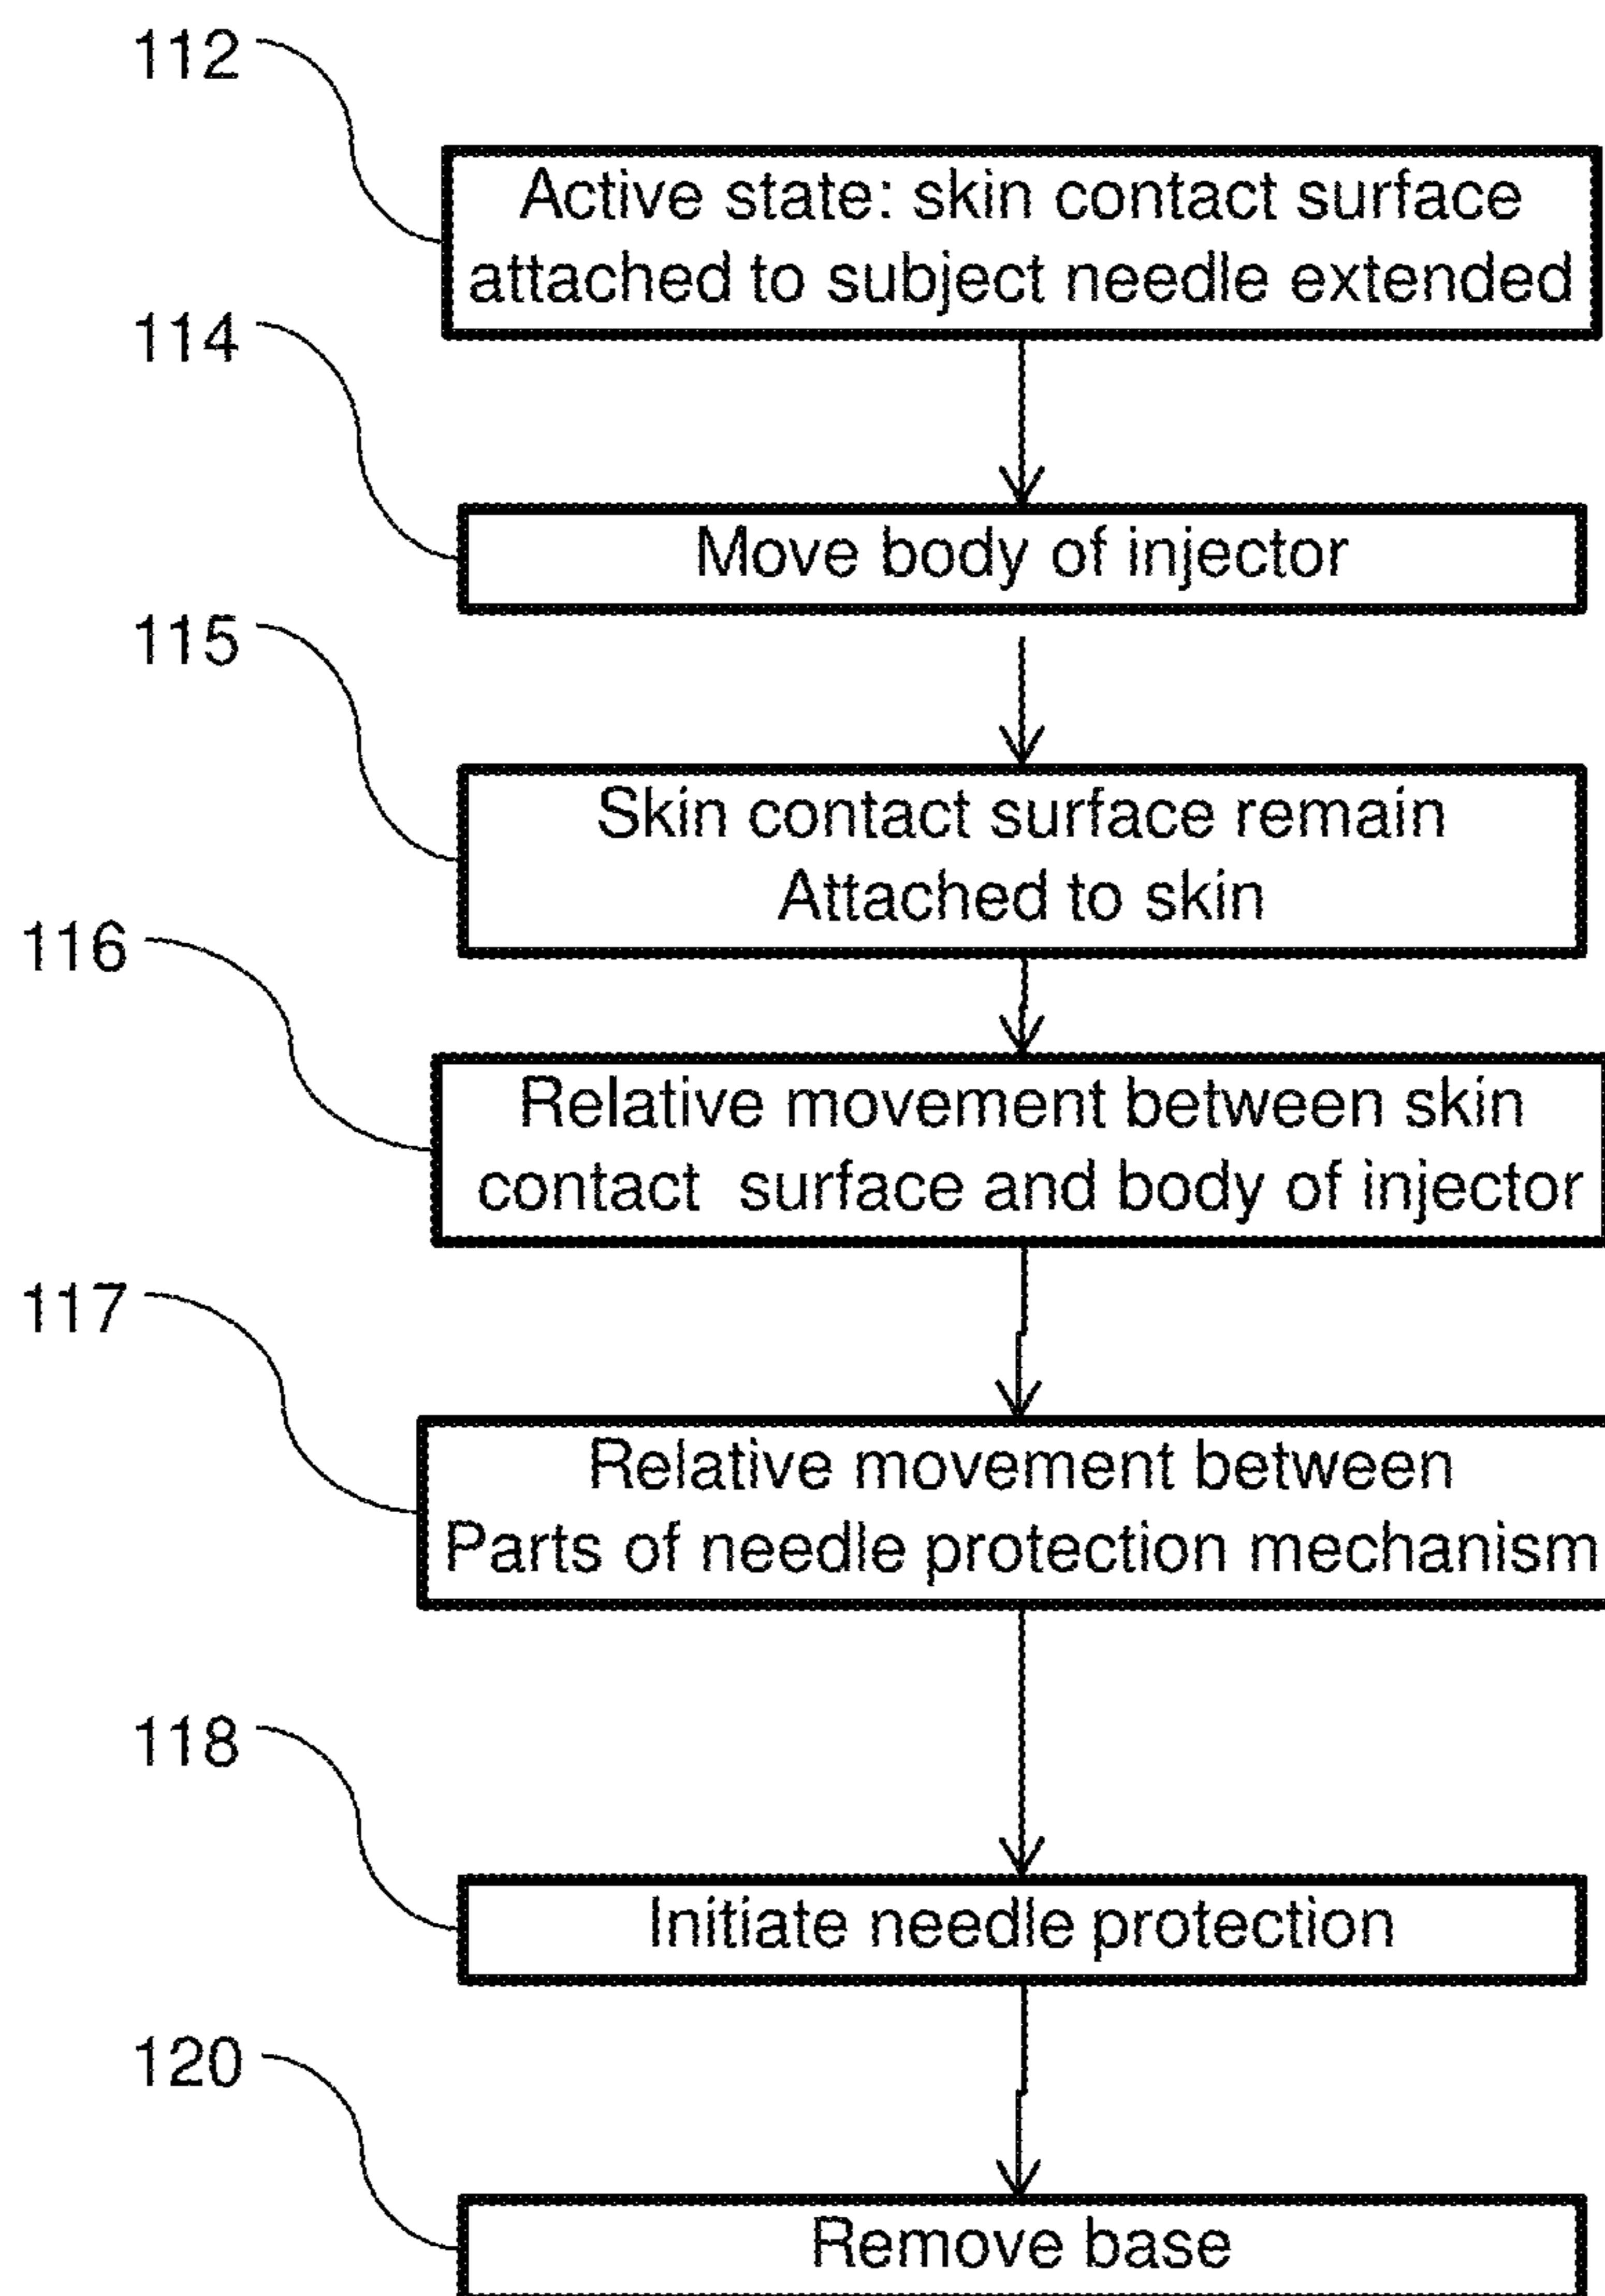 112
Active state: skin contact surface
attached to subject needle extended
114
Move body of injector
115
Skin contact surface remain
Attached to skin
116
Relative movement between skin
contact surface and body of injector
117
Relative movement between
Parts of needle protection mechanism
118
Initiate needle protection
120
Remove base